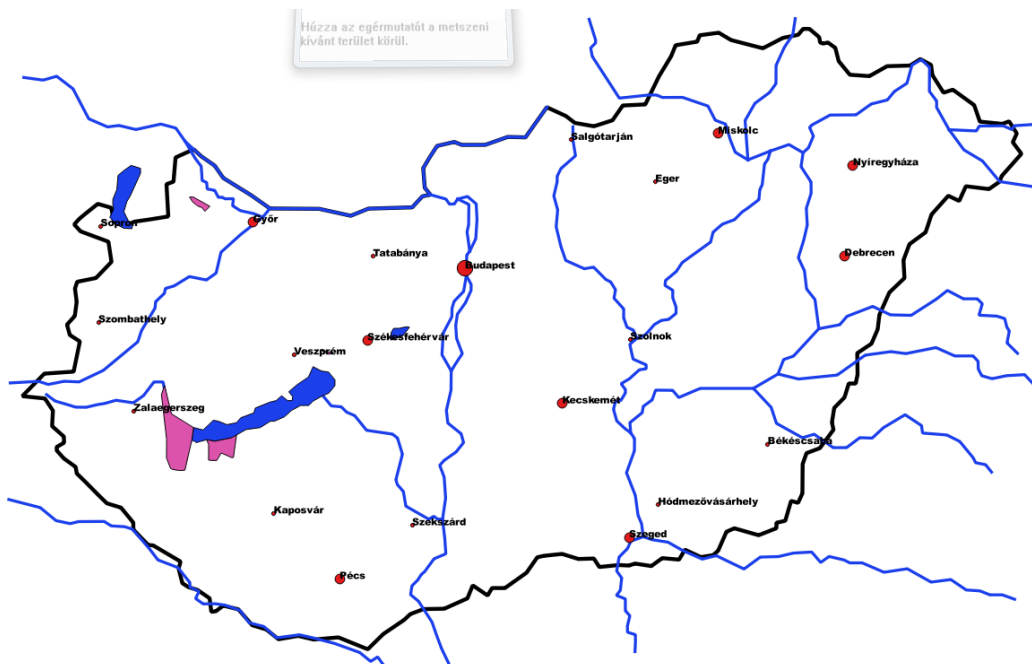 Húzza az egérmutatót a metszeni
kívánt terület körül.
Salgótarján
Miskolc
Nyíregyháza
Eger
Sopron
Győr
Tatabánya
Budapest
Debrecen
Szombathely
Székesfehérvár
Szolnok
Veszprém
Zalaegerszeg
Kecskemét
Békéscsaba
Kaposvár
Szekszárd
Hódmezővásárhely
Szeged
Pécs